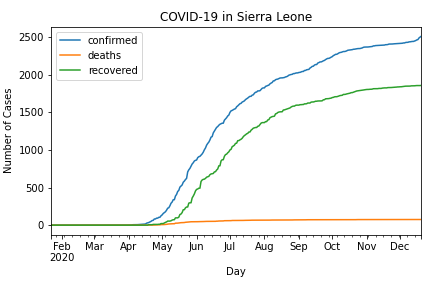 COVID-19 in Sierra Leone
confirmed
deaths
recovered
Number of Cases
2500
2000
1500
1000
500
0
Feb Mar Apr May Jun Jul Aug Sep Oct Nov Dec
2020
Day